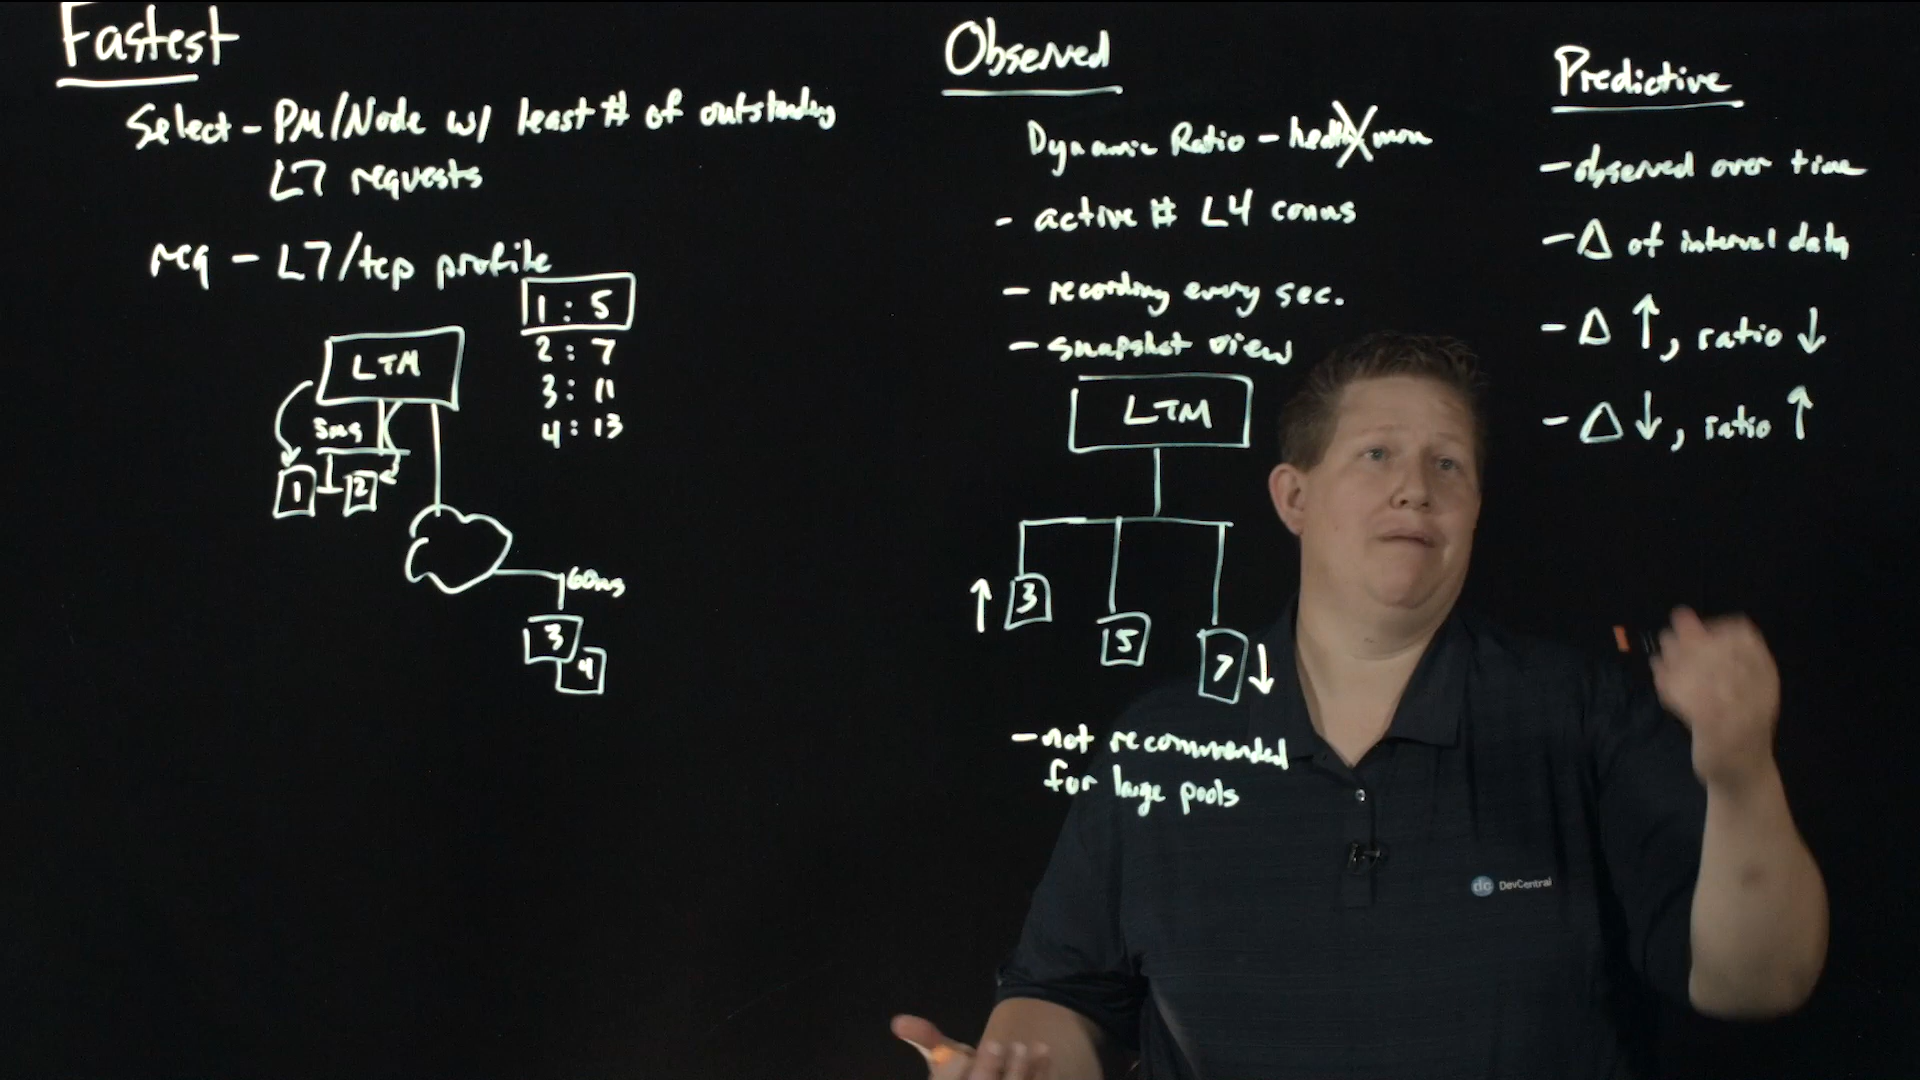 Fastest
Select - PM/Node w/ least # of outstanding
L7 requests
req - L7/tcp profile
1 : 5
2 : 7
3 : 11
4 : 13
LTM
5ms
1
2
60ms
3
4
Observed
Dynamic Ratio - health mon
- active # L4 conns
- recording every sec.
- snapshot view
LTM
↑ 3
5
7 ↓
- not recommended
for large pools
Predictive
- observed over time
- Δ of interval data
- Δ ↑, ratio ↓
- Δ ↓, ratio ↑
dc DevCentral